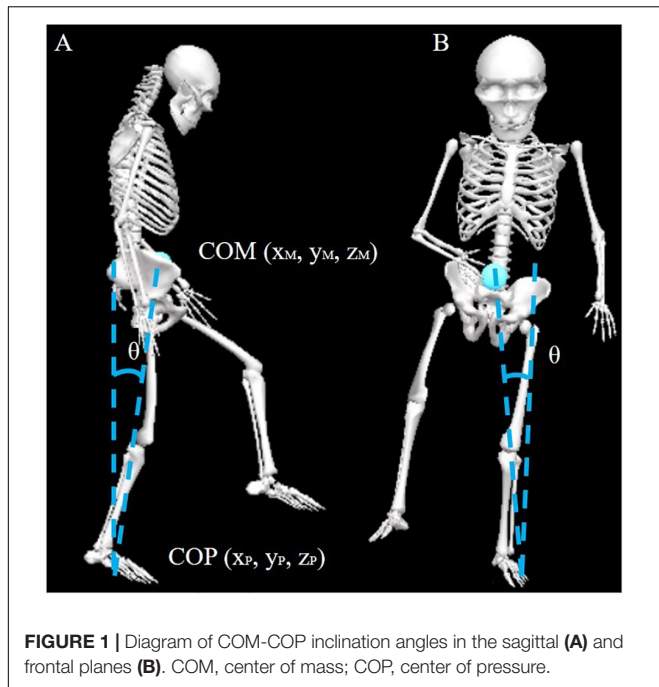 A
B
COM (xM, yM, zM)
θ
θ
COP (xP, yP, zP)
FIGURE 1 | Diagram of COM-COP inclination angles in the sagittal (A) and
frontal planes (B). COM, center of mass; COP, center of pressure.